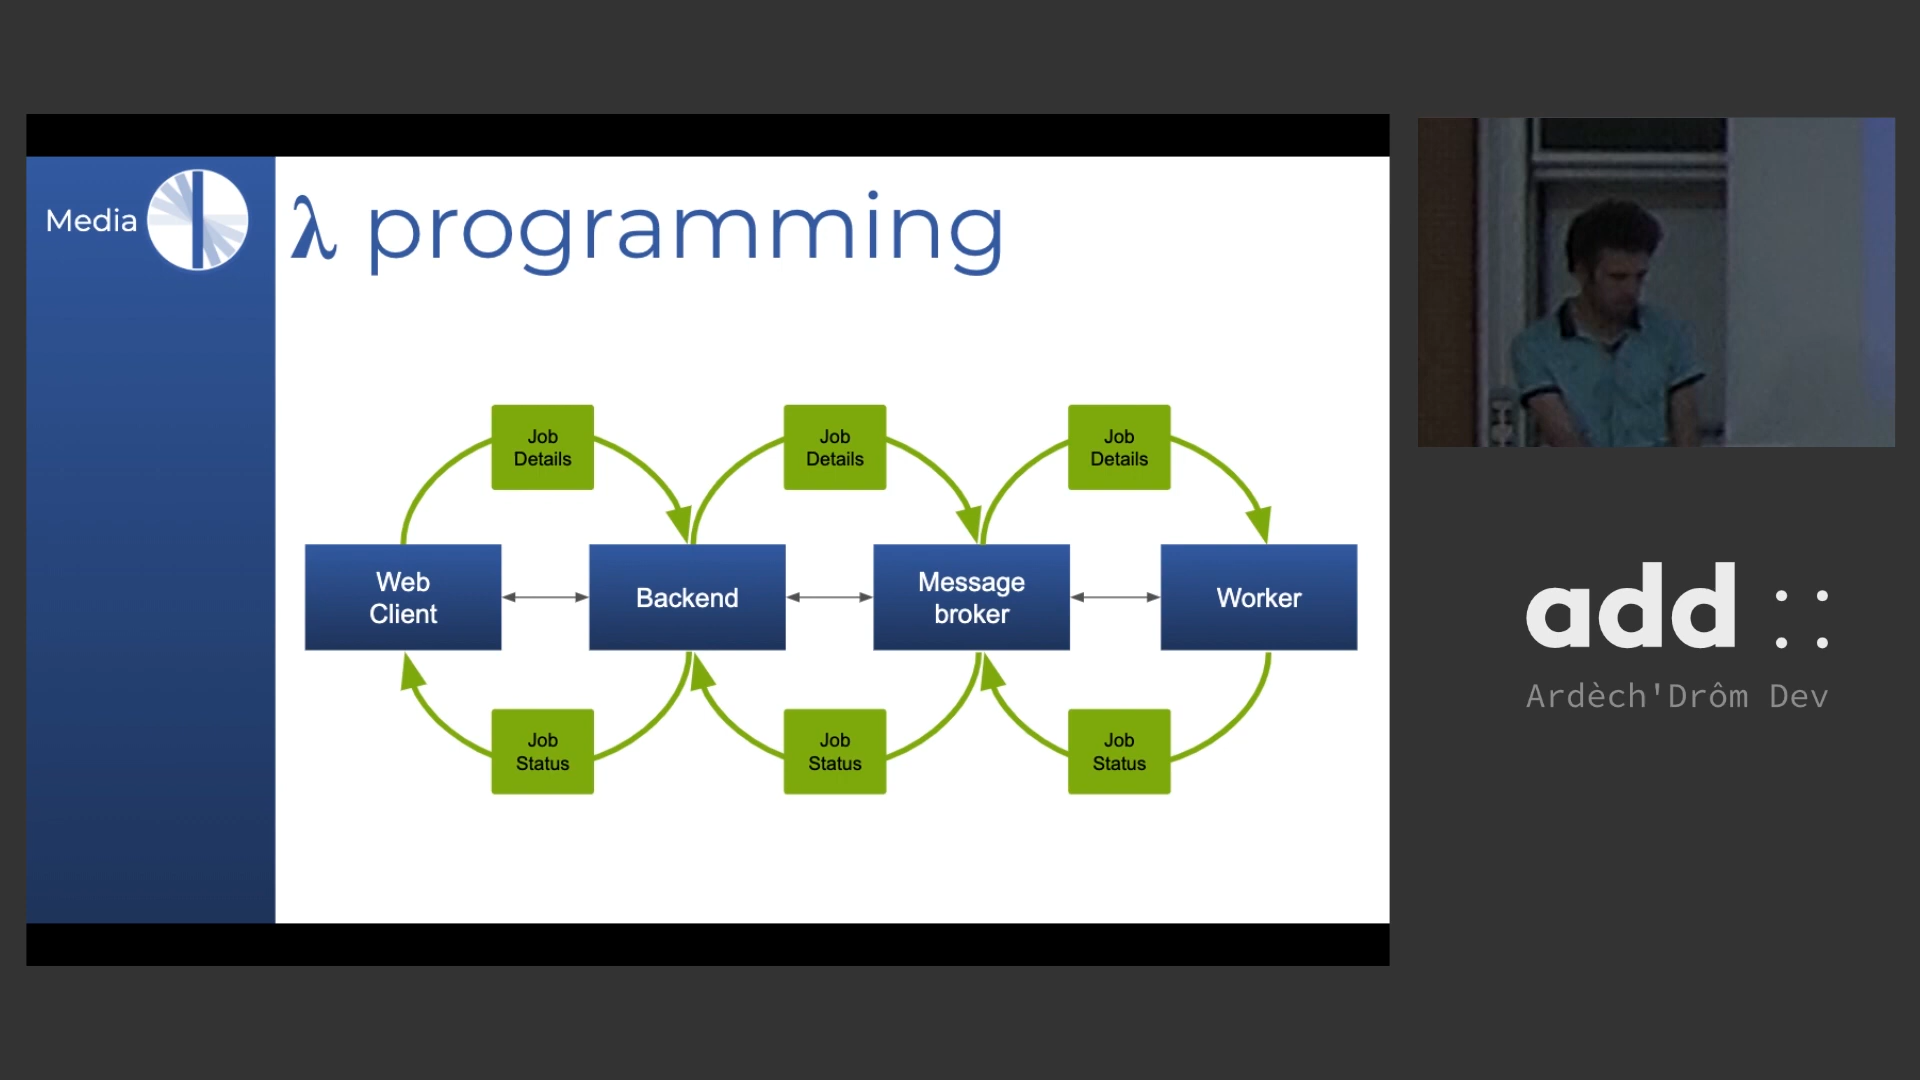 Media
λ programming
Job
Details
Job
Details
Job
Details
Web
Client
Backend
Message
broker
Worker
Job
Status
Job
Status
Job
Status
add ::
Ardèch'Drôm Dev